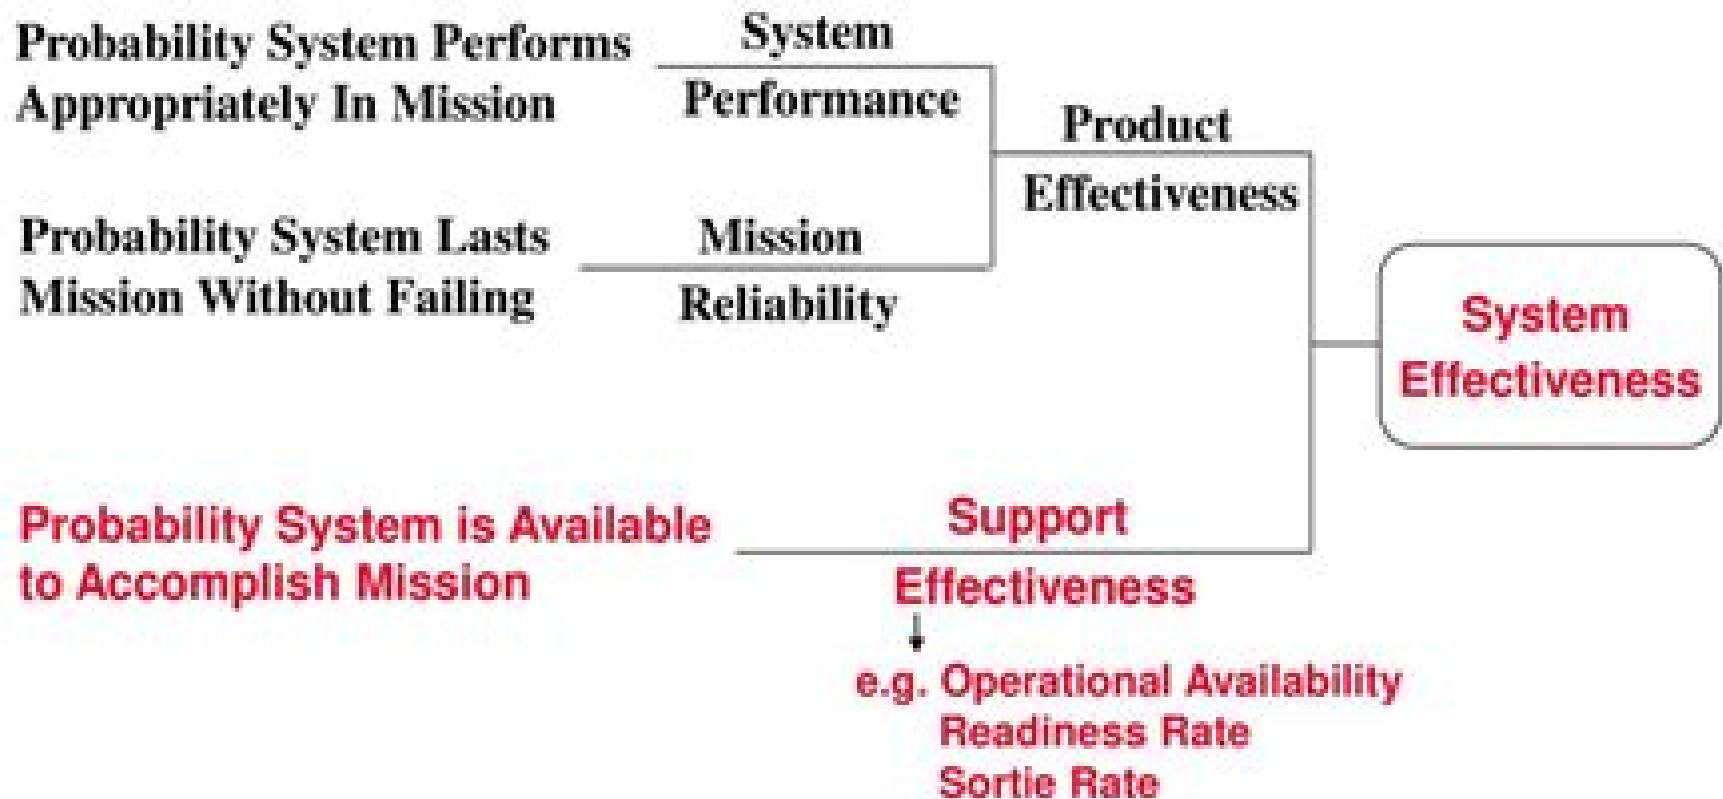 Probability System Performs
Appropriately In Mission
System
Performance
Product
Effectiveness
Probability System Lasts
Mission Without Failing
Mission
Reliability
System
Effectiveness
Probability System is Available
to Accomplish Mission
Support
Effectiveness
e.g. Operational Availability
Readiness Rate
Sortie Rate